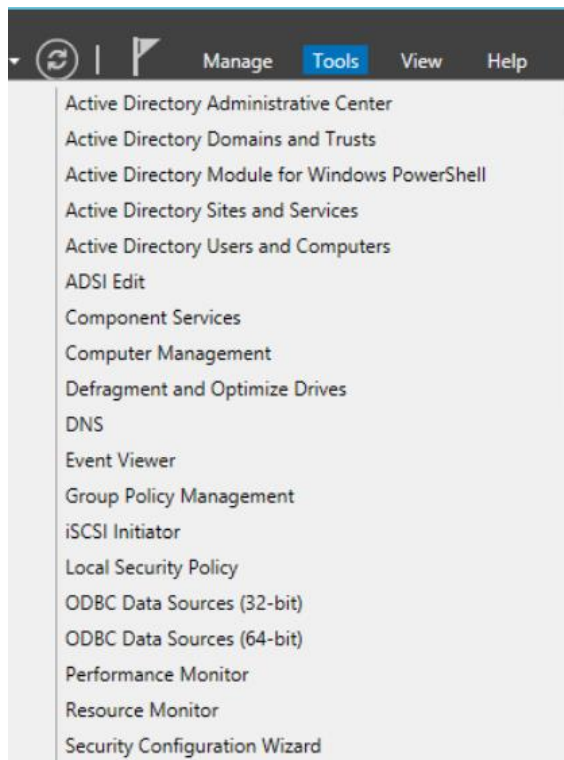 Manage Tools View Help
Active Directory Administrative Center
Active Directory Domains and Trusts
Active Directory Module for Windows PowerShell
Active Directory Sites and Services
Active Directory Users and Computers
ADSI Edit
Component Services
Computer Management
Defragment and Optimize Drives
DNS
Event Viewer
Group Policy Management
iSCSI Initiator
Local Security Policy
ODBC Data Sources (32-bit)
ODBC Data Sources (64-bit)
Performance Monitor
Resource Monitor
Security Configuration Wizard